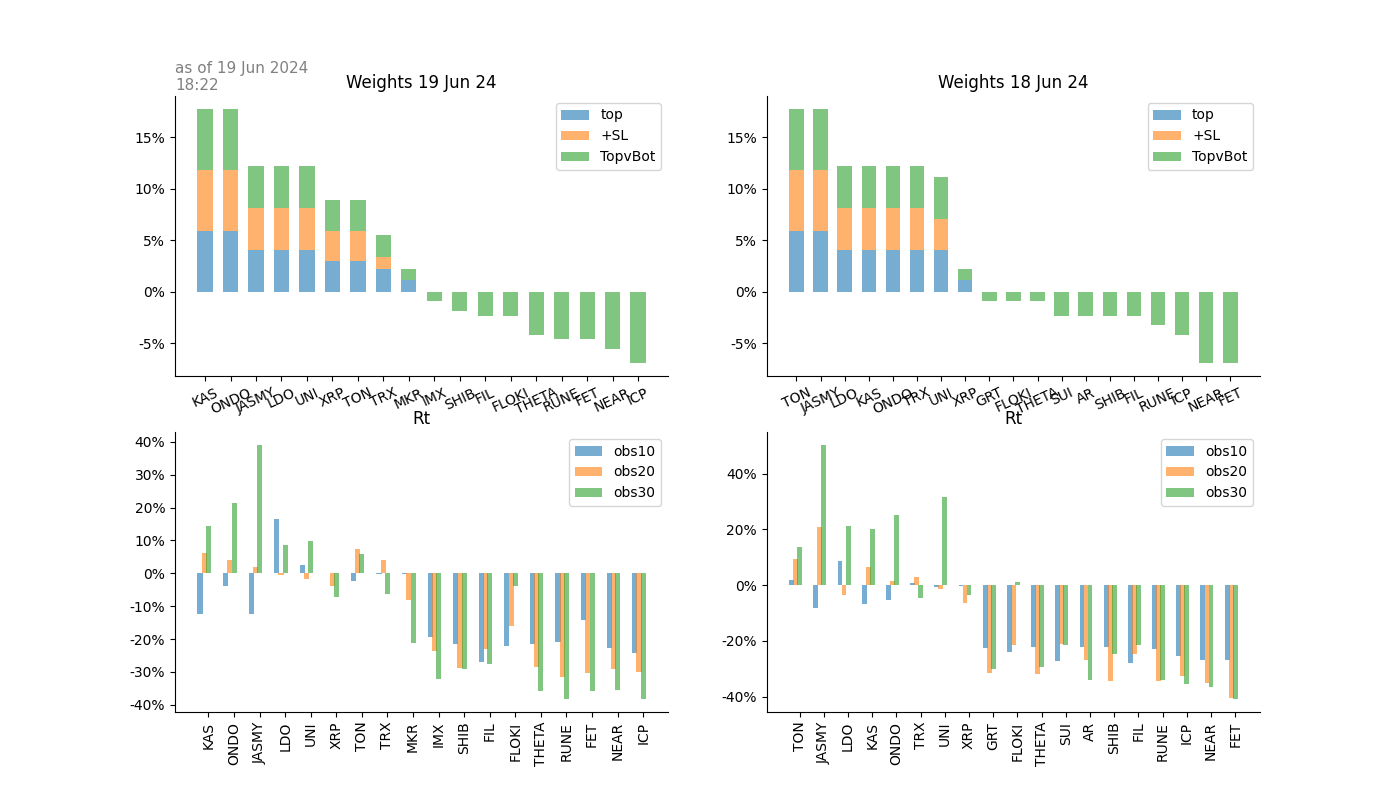 as of 19 Jun 2024
18:22
Weights 19 Jun 24
15%
10%
5%
0%
-5%
top
+SL
TopvBot
KAS ONDO JASMY LDO UNI XRP TON TRX MKR IMX SHIB FIL FLOKI THETA RUNE FET NEAR ICP
Weights 18 Jun 24
15%
10%
5%
0%
-5%
top
+SL
TopvBot
TON JASMY LDO KAS ONDO TRX UNI XRP GRT FLOKI THETA SUI AR SHIB FIL RUNE ICP NEAR FET
Rt
40%
30%
20%
10%
0%
-10%
-20%
-30%
-40%
obs10
obs20
obs30
KAS ONDO JASMY LDO UNI XRP TON TRX MKR IMX SHIB FIL FLOKI THETA RUNE FET NEAR ICP
Rt
40%
20%
0%
-20%
-40%
obs10
obs20
obs30
TON JASMY LDO KAS ONDO TRX UNI XRP GRT FLOKI THETA SUI AR SHIB FIL RUNE ICP NEAR FET